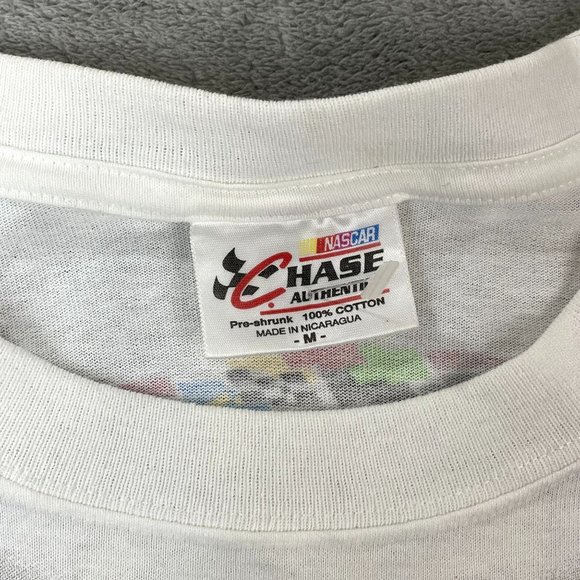 NASCAR
CHASE
AUTHENTI
Pre-shrunk 100% COTTON
MADE IN NICARAGUA
- M -